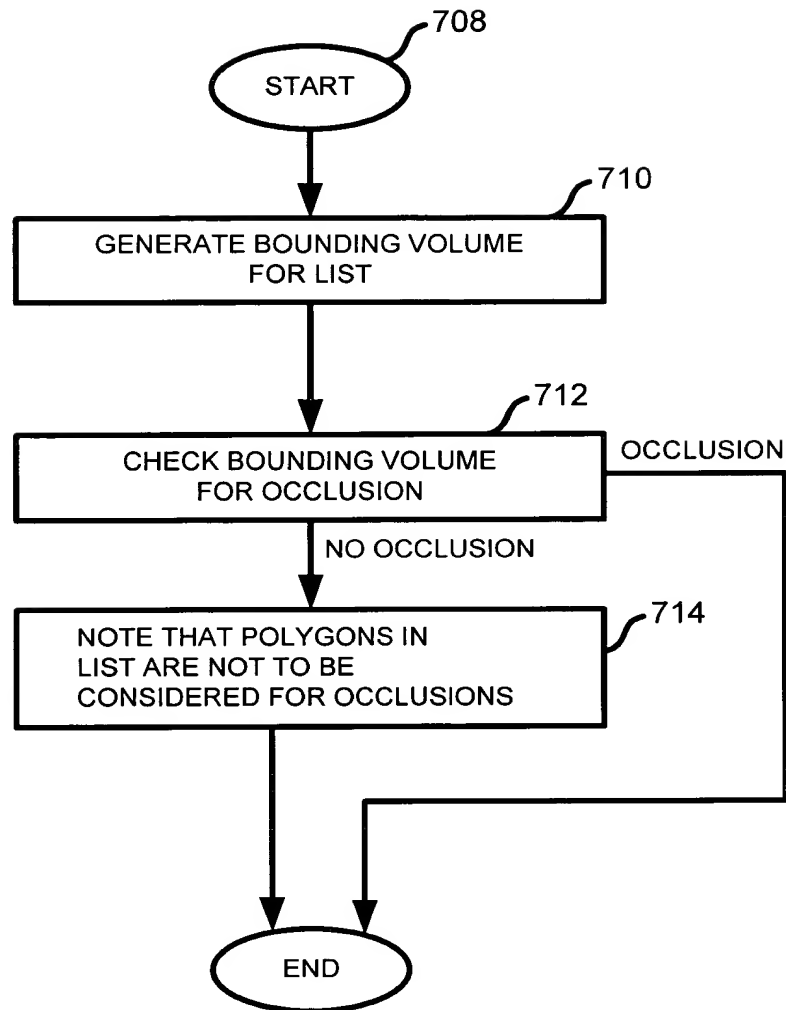 708
START
710
GENERATE BOUNDING VOLUME
FOR LIST
712
CHECK BOUNDING VOLUME
FOR OCCLUSION
OCCLUSION
NO OCCLUSION
714
NOTE THAT POLYGONS IN
LIST ARE NOT TO BE
CONSIDERED FOR OCCLUSIONS
END